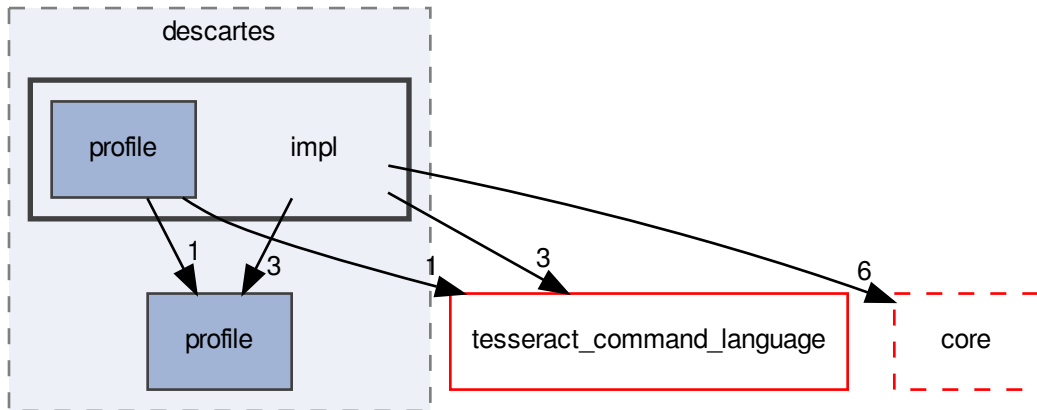 descartes
profile
impl
1
3
1
3
6
profile
tesseract_command_language
core